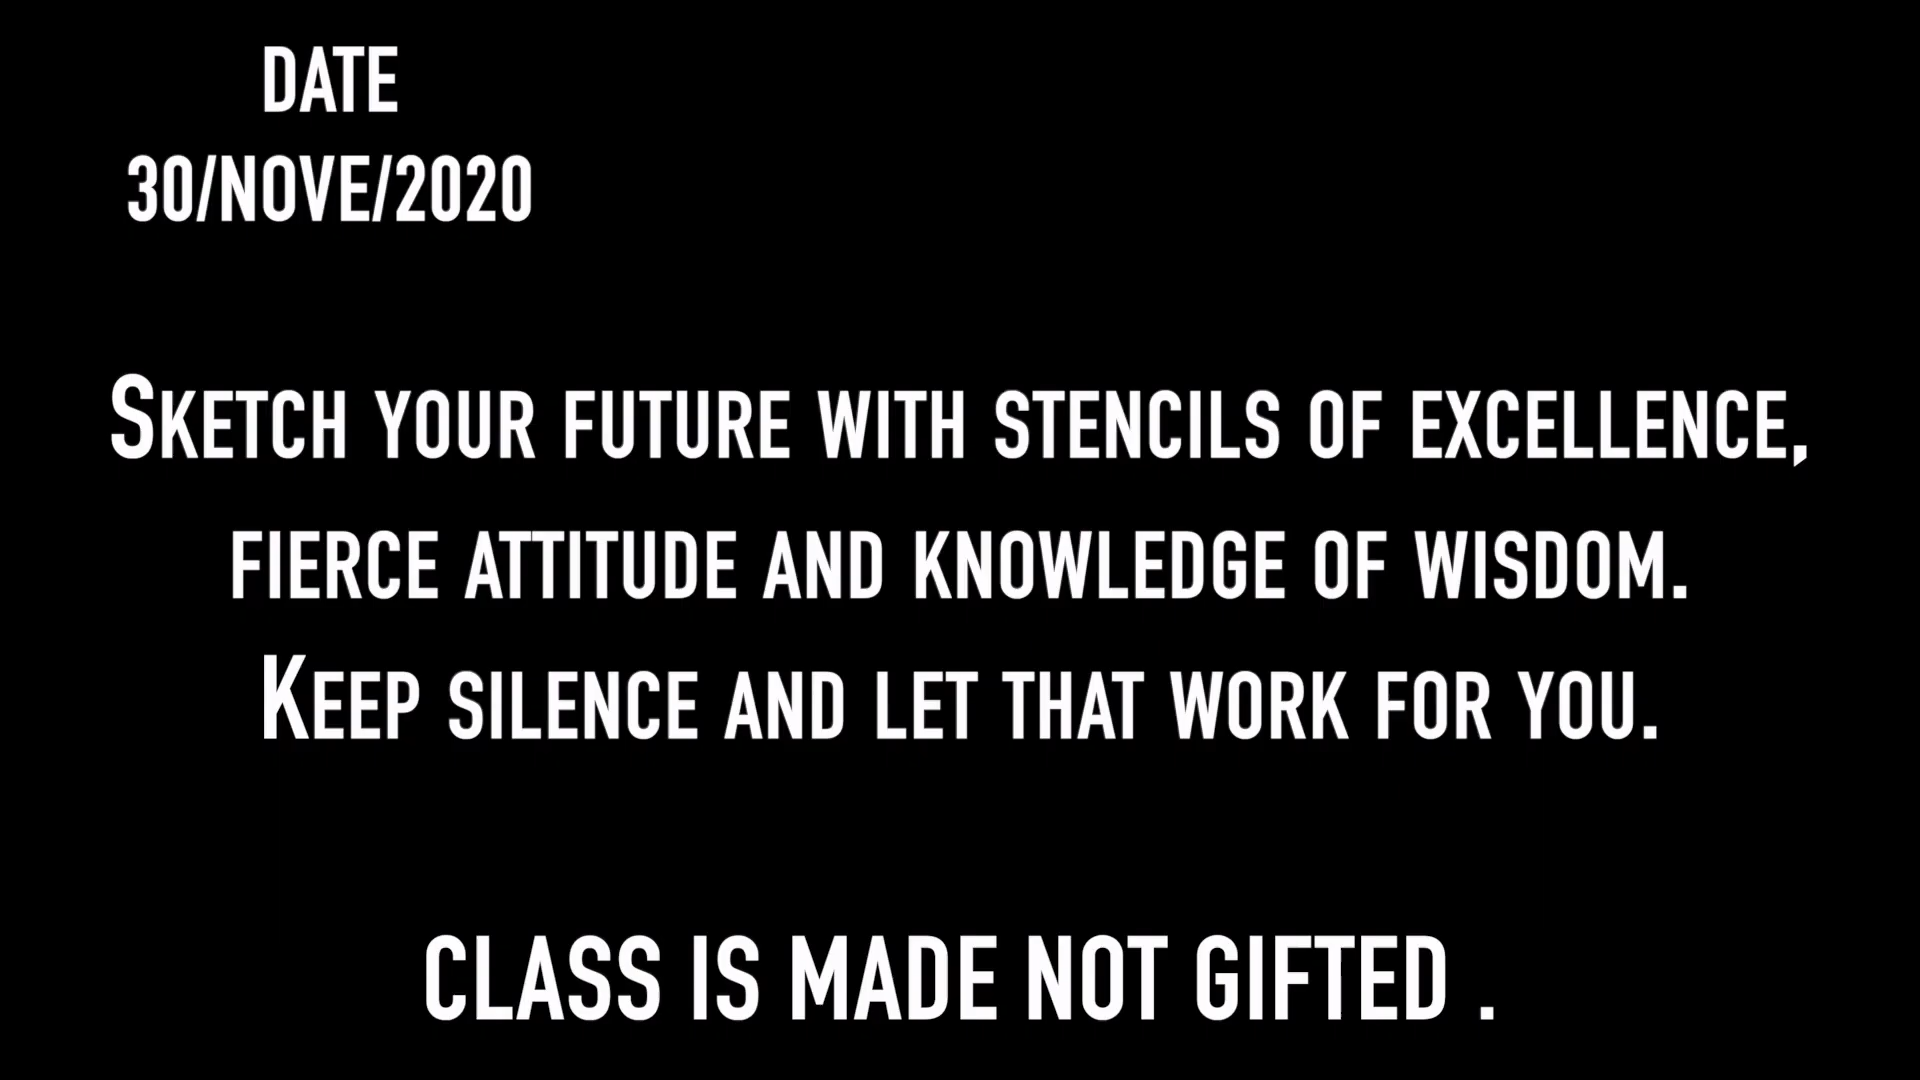 DATE
30/NOVE/2020
Sketch your future with stencils of excellence,
fierce attitude and knowledge of wisdom.
Keep silence and let that work for you.
CLASS IS MADE NOT GIFTED .